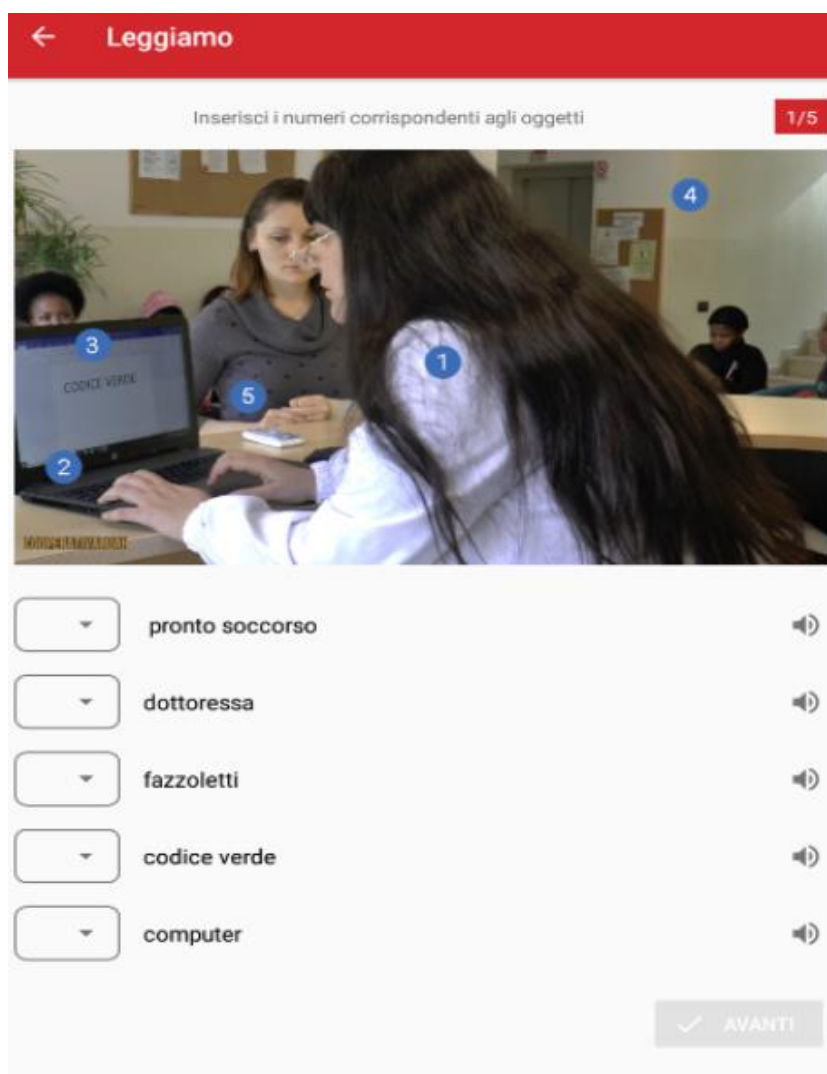 Leggiamo
Inserisci i numeri corrispondenti agli oggetti
1/5
4
3
CODICE VERDE
1
5
2
pronto soccorso
dottoressa
fazzoletti
codice verde
computer
AVANTI